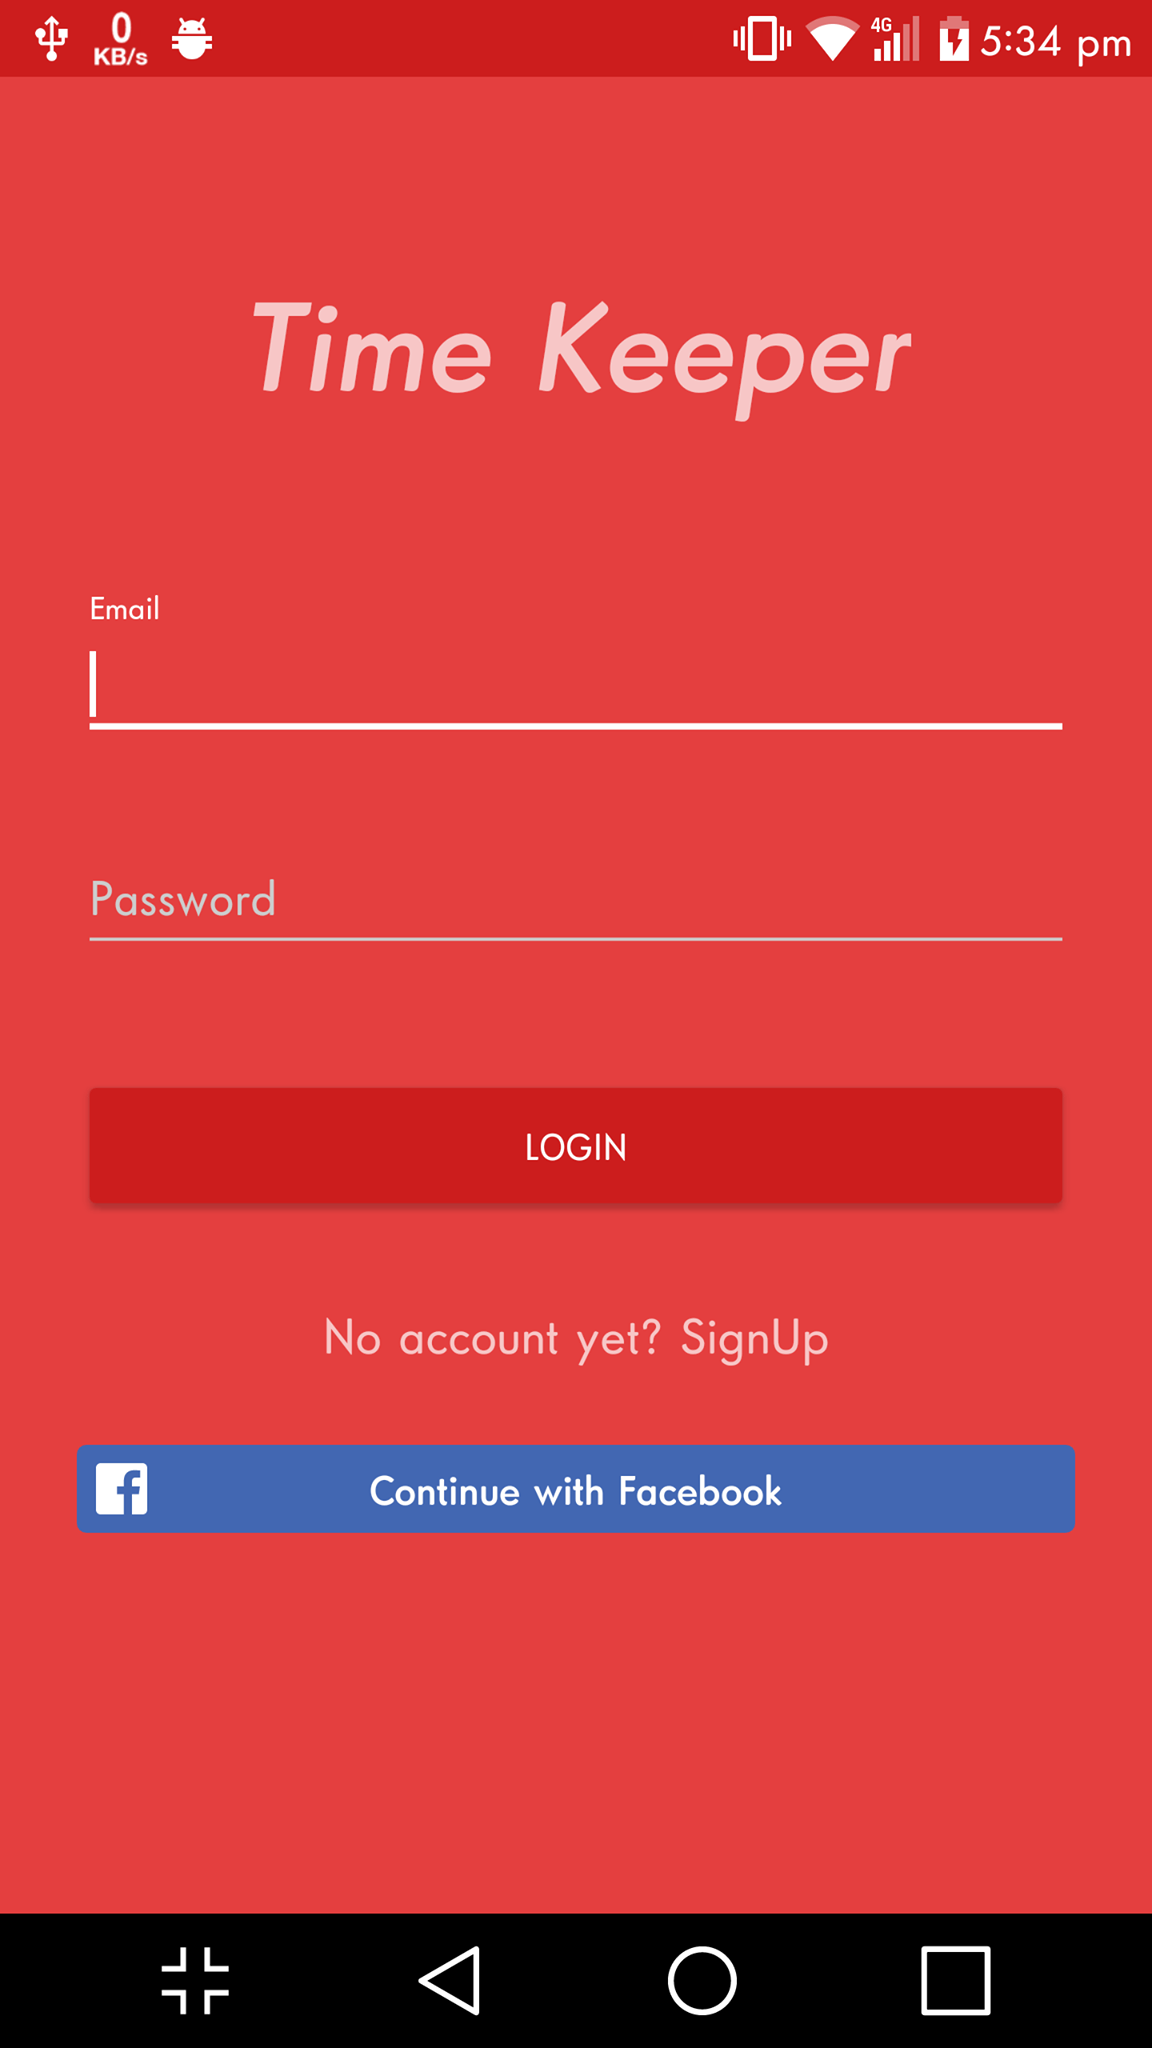 0
KB/s
4G
5:34 pm
Time Keeper
Email
Password
LOGIN
No account yet? SignUp
Continue with Facebook